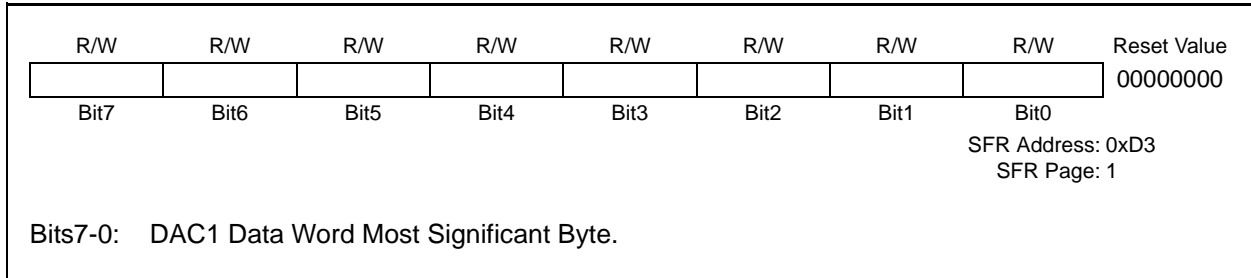 R/W R/W R/W R/W R/W R/W R/W R/W Reset Value
00000000
Bit7 Bit6 Bit5 Bit4 Bit3 Bit2 Bit1 Bit0
SFR Address: 0xD3
SFR Page: 1
Bits7-0: DAC1 Data Word Most Significant Byte.